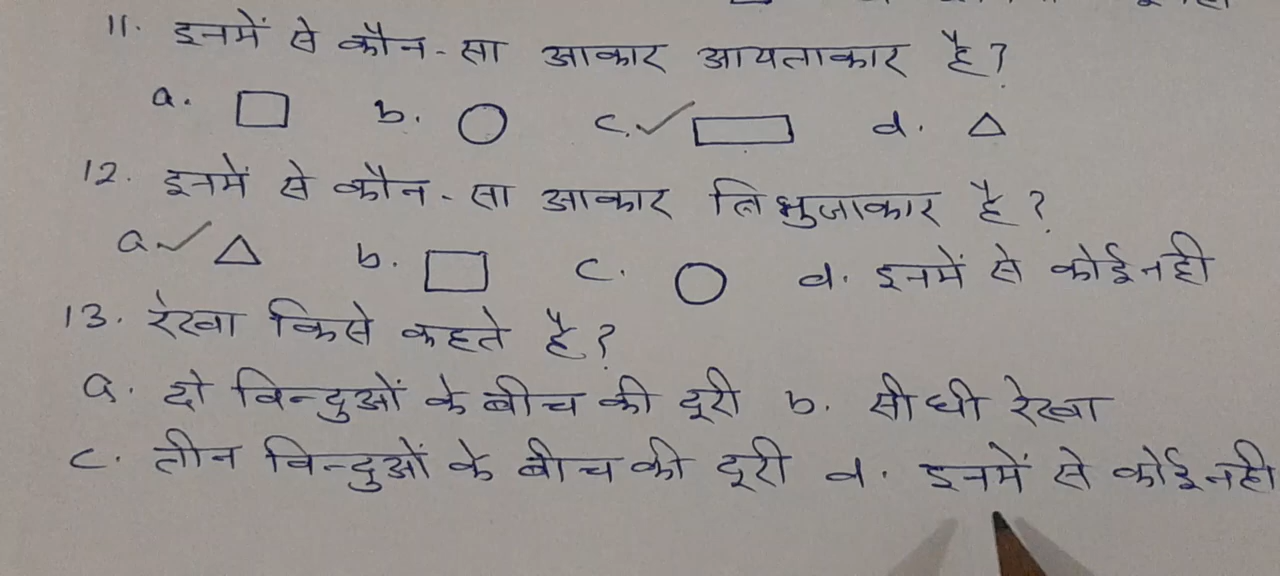 11. इनमें से कौन-सा आकार आयताकार है?
a. b. c.✓ d.
12. इनमें से कौन-सा आकार त्रिभुजाकार है?
a✓ b. c. d. इनमें से कोई नही
13. रेखा किसे कहते है?
a. दो विन्दुओं के बीच की दूरी b. सीधी रेखा
c. तीन विन्दुओं के बीच की दूरी d. इनमें से कोई नही